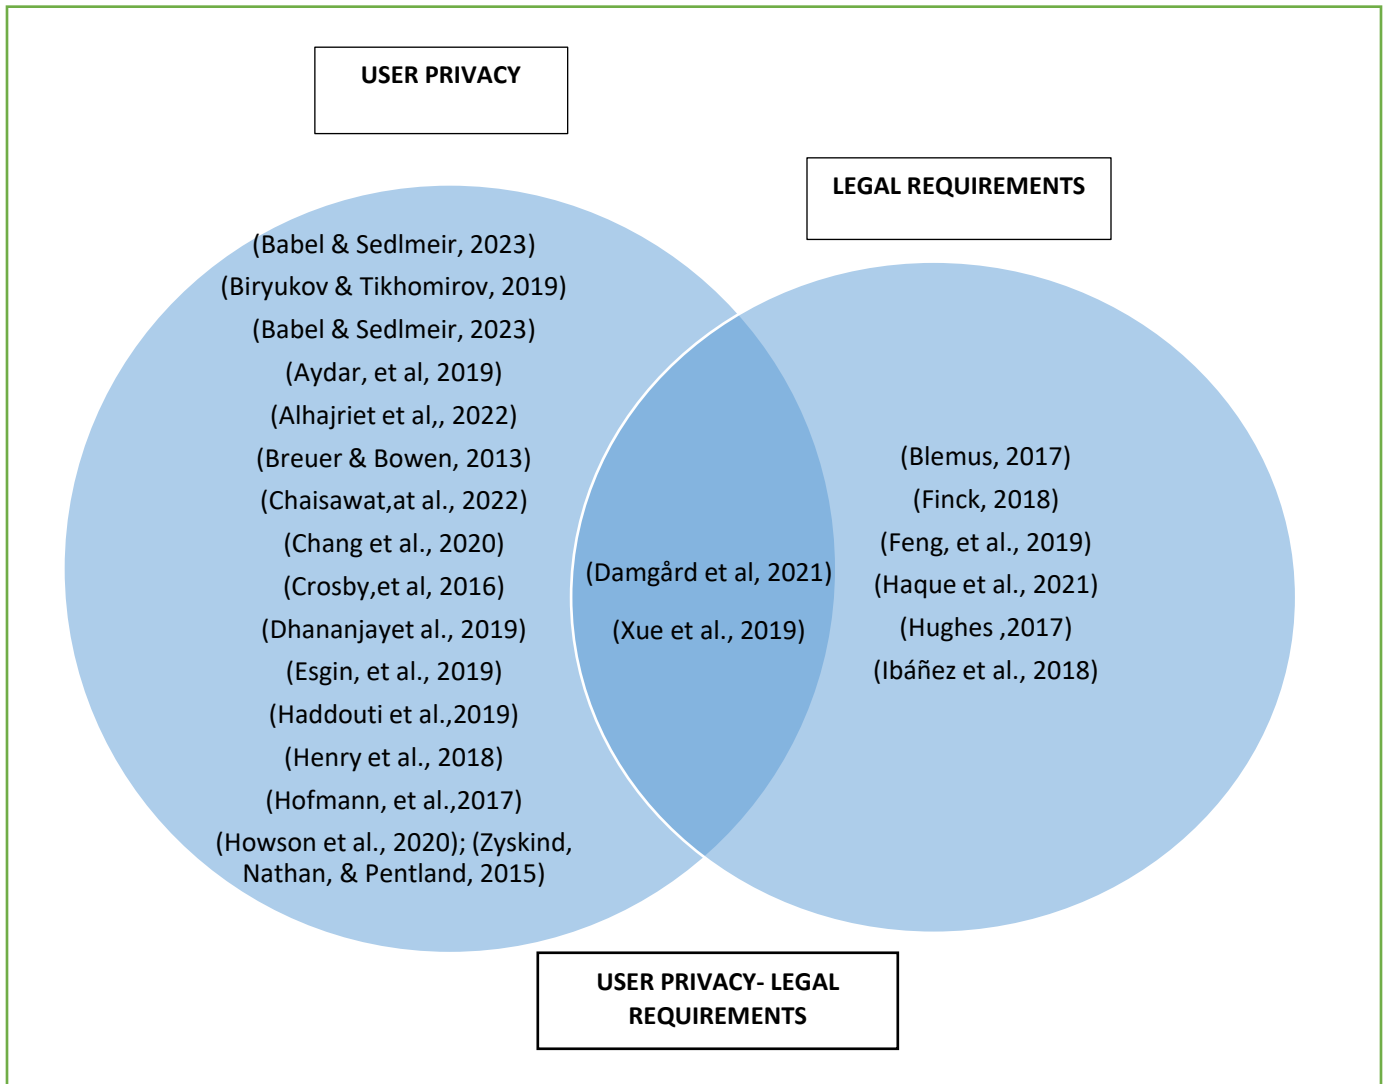 USER PRIVACY
LEGAL REQUIREMENTS
(Babel & Sedlmeir, 2023)
(Biryukov & Tikhomirov, 2019)
(Babel & Sedlmeir, 2023)
(Aydar, et al, 2019)
(Alhajriet et al,, 2022)
(Breuer & Bowen, 2013)
(Chaisawat,at al., 2022)
(Chang et al., 2020)
(Crosby,et al, 2016)
(Dhananjayet al., 2019)
(Esgin, et al., 2019)
(Haddouti et al.,2019)
(Henry et al., 2018)
(Hofmann, et al.,2017)
(Howson et al., 2020); (Zyskind,
Nathan, & Pentland, 2015)
(Damgård et al, 2021)
(Xue et al., 2019)
(Blemus, 2017)
(Finck, 2018)
(Feng, et al., 2019)
(Haque et al., 2021)
(Hughes ,2017)
(Ibáñez et al., 2018)
USER PRIVACY- LEGAL
REQUIREMENTS